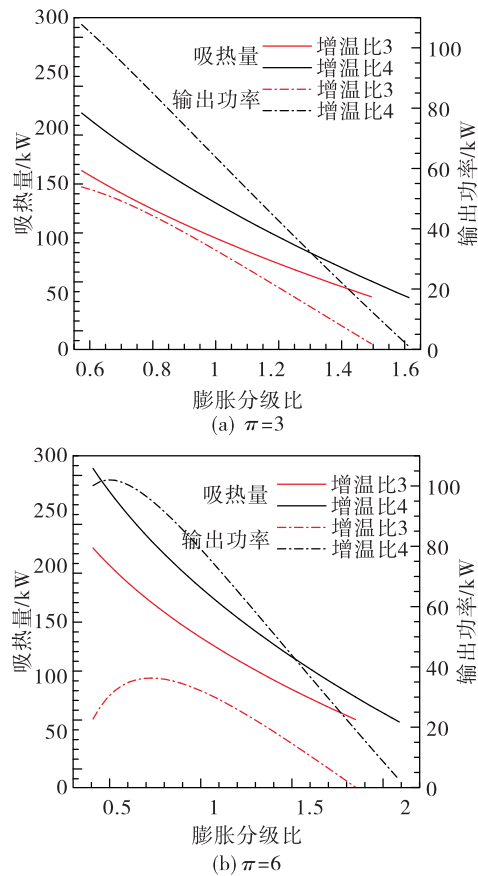 300
250
200
150
100
50
0
吸热量/kW
吸热量
增温比3
增温比4
输出功率
增温比3
增温比4
100
80
60
40
20
0
输出功率/kW
0.6
0.8
1
1.2
1.4
1.6
膨胀分级比
(a) π=3
300
250
200
150
100
50
0
吸热量/kW
吸热量
增温比3
增温比4
输出功率
增温比3
增温比4
100
80
60
40
20
0
输出功率/kW
0.5
1
1.5
2
膨胀分级比
(b) π=6